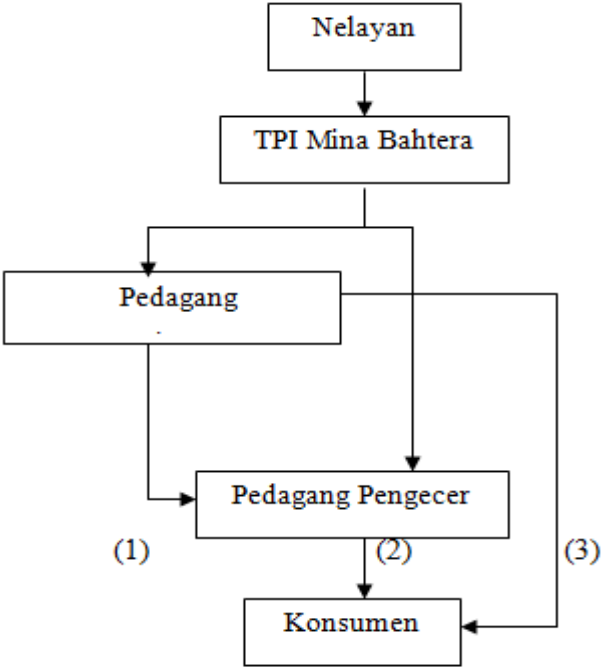 Nelayan
TPI Mina Bahtera
Pedagang
Pedagang Pengecer
(1)
(2)
(3)
Konsumen